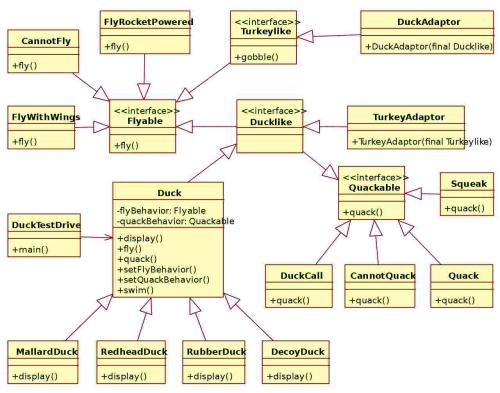 FlyRocketPowered
+fly()
<<interface>>
Turkeylike
+gobble()
DuckAdaptor
+DuckAdaptor(final Ducklike)
CannotFly
+fly()
FlyWithWings
+fly()
<<interface>>
Flyable
+fly()
<<interface>>
Ducklike
TurkeyAdaptor
+TurkeyAdaptor(final Turkeylike)
<<interface>>
Quackable
+quack()
Squeak
+quack()
Duck
-flyBehavior: Flyable
-quackBehavior: Quackable
+display()
+fly()
+quack()
+setFlyBehavior()
+setQuackBehavior()
+swim()
DuckTestDrive
+main()
DuckCall
+quack()
CannotQuack
+quack()
Quack
+quack()
MallardDuck
+display()
RedheadDuck
+display()
RubberDuck
+display()
DecoyDuck
+display()